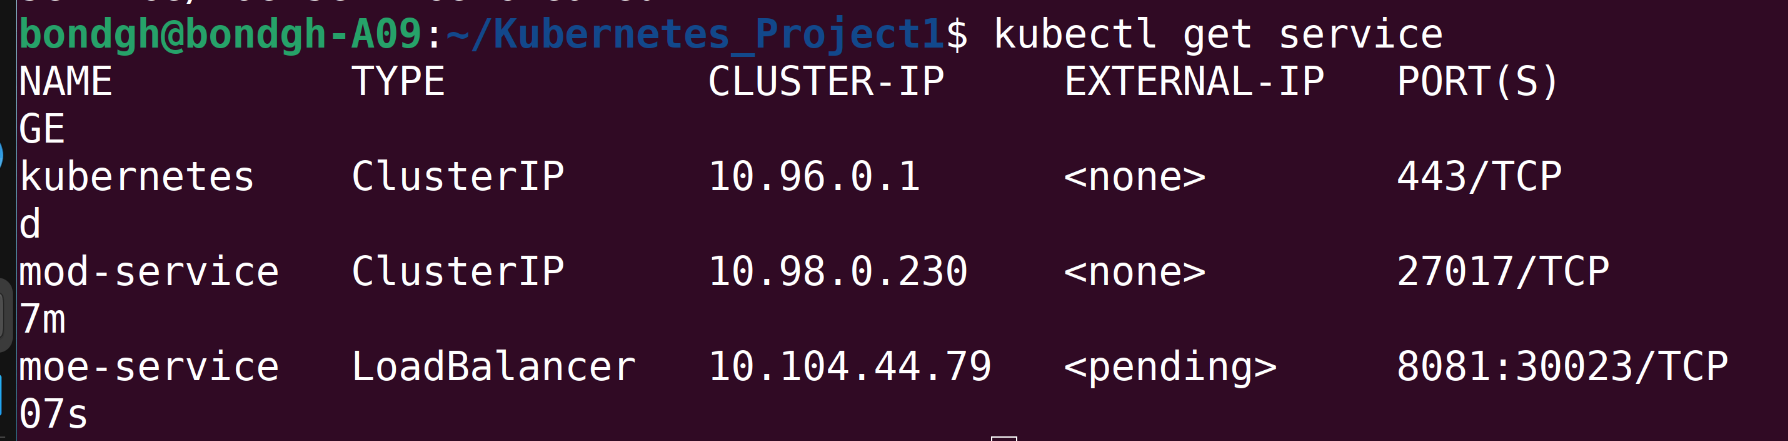 bondgh@bondgh-A09:~/Kubernetes_Project1$ kubectl get service
NAME          TYPE           CLUSTER-IP     EXTERNAL-IP   PORT(S)
GE
kubernetes    ClusterIP      10.96.0.1      <none>        443/TCP
d
mod-service   ClusterIP      10.98.0.230    <none>        27017/TCP
7m
moe-service   LoadBalancer   10.104.44.79   <pending>     8081:30023/TCP
07s